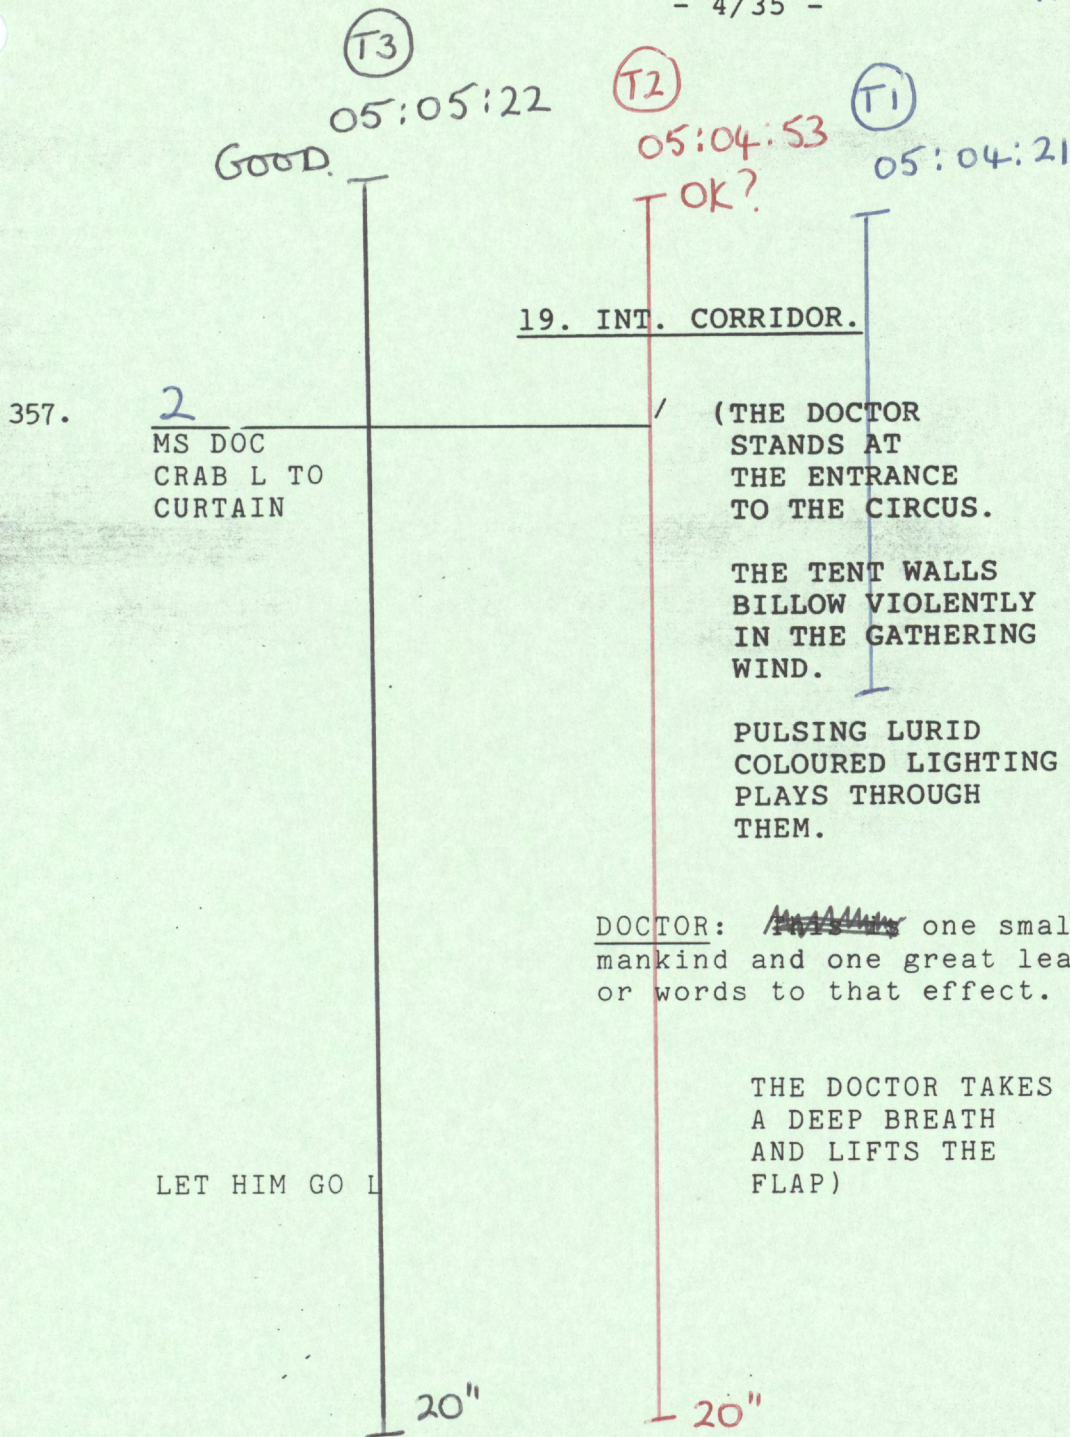 - 4/35 -
T3
T2
T1
05:05:22
05:04:53
05:04:21
GOOD.
OK?
19. INT. CORRIDOR.
357.
2
MS DOC
CRAB L TO
CURTAIN
/
(THE DOCTOR
STANDS AT
THE ENTRANCE
TO THE CIRCUS.
THE TENT WALLS
BILLOW VIOLENTLY
IN THE GATHERING
WIND.
PULSING LURID
COLOURED LIGHTING
PLAYS THROUGH
THEM.
DOCTOR: This is one smal
mankind and one great lea
or words to that effect.
THE DOCTOR TAKES
A DEEP BREATH
AND LIFTS THE
FLAP)
LET HIM GO L
20"
20"